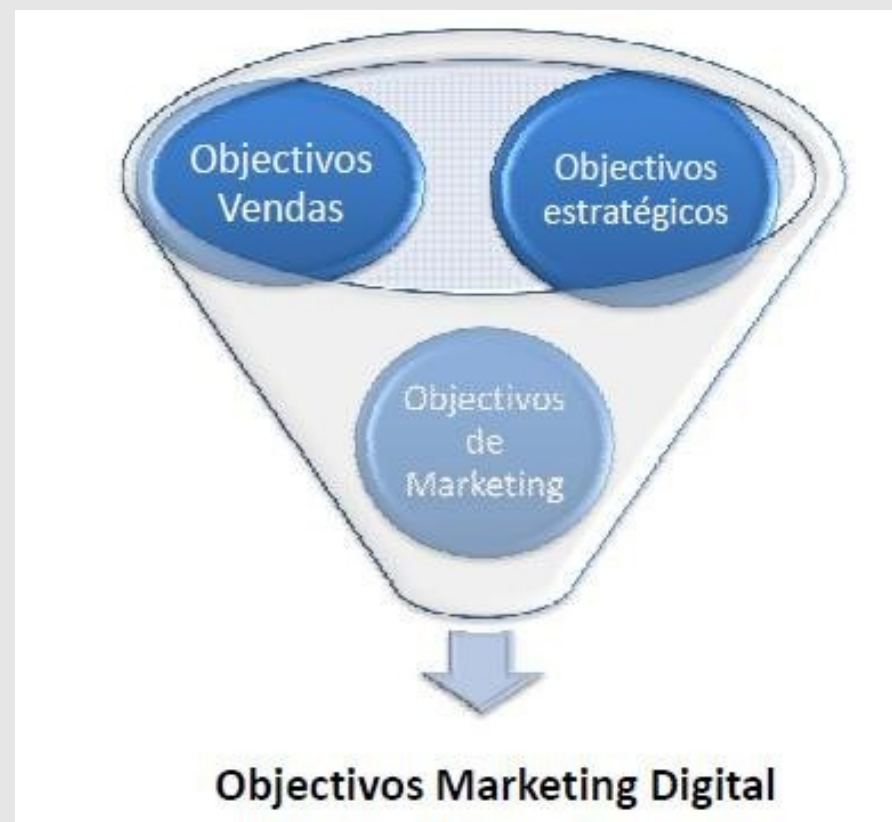 Objectivos
Vendas
Objectivos
estratégicos
Objectivos
de
Marketing
Objectivos Marketing Digital